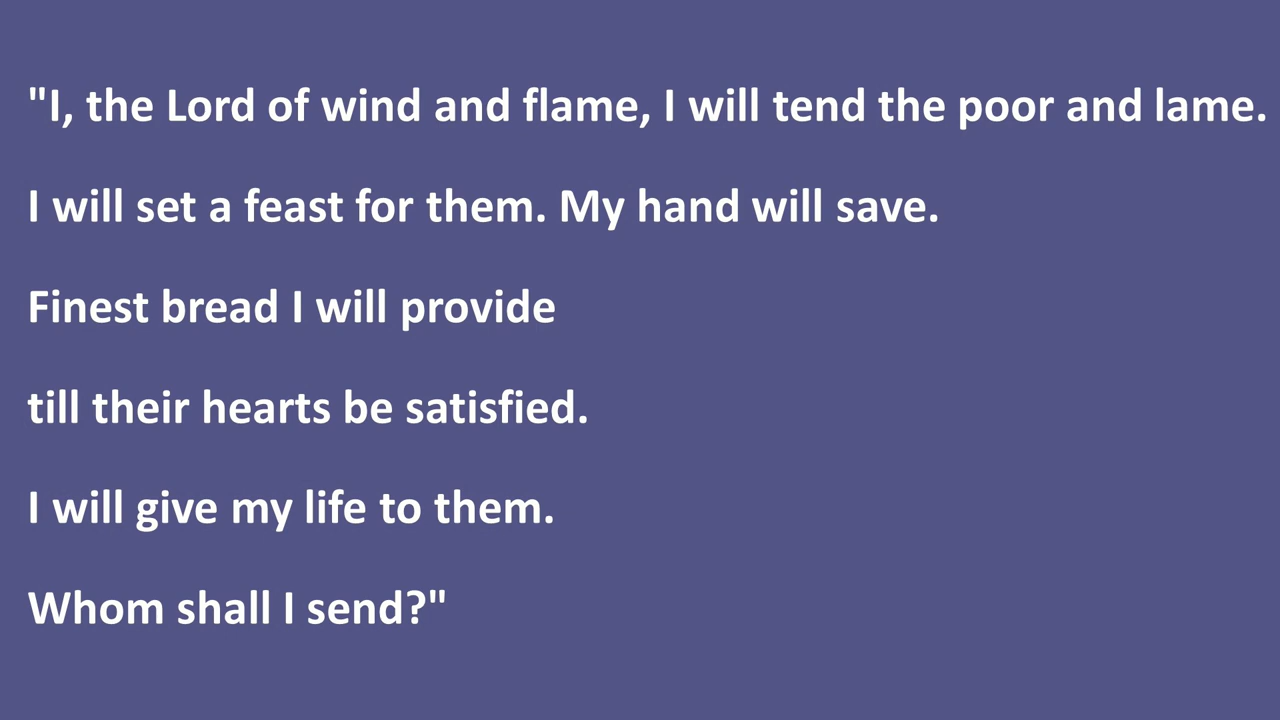 "I, the Lord of wind and flame, I will tend the poor and lame.
I will set a feast for them. My hand will save.
Finest bread I will provide
till their hearts be satisfied.
I will give my life to them.
Whom shall I send?"